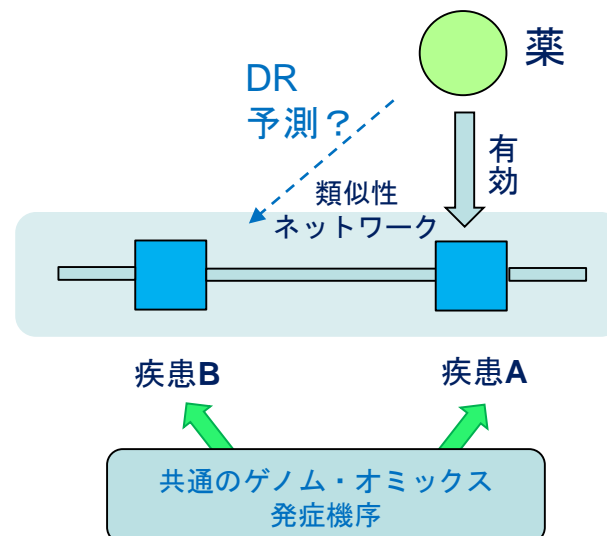 薬
DR
予測？
有効
類似性
ネットワーク
疾患B
疾患A
共通のゲノム・オミックス
発症機序